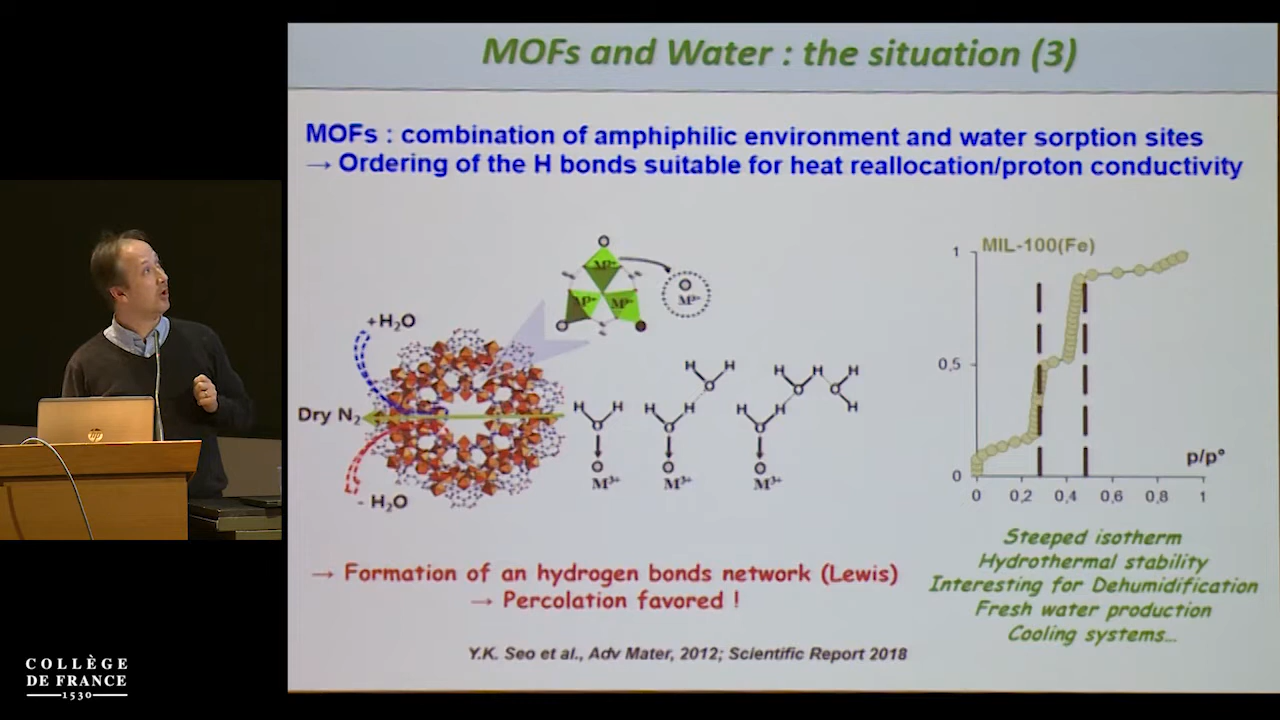 MOFs and Water : the situation (3)
MOFs : combination of amphiphilic environment and water sorption sites
→ Ordering of the H bonds suitable for heat reallocation/proton conductivity
MIL-100(Fe)
1
0,5
0
0 0,2 0,4 0,6 0,8 1
p/p°
+H₂O
Dry N₂
- H₂O
M³⁺ M³⁺ M³⁺
H H H H H H H
H H H H
H
M³⁺ M³⁺ M³⁺
Steeped isotherm
Hydrothermal stability
Interesting for Dehumidification
Fresh water production
Cooling systems...
→ Formation of an hydrogen bonds network (Lewis)
→ Percolation favored !
Y.K. Seo et al., Adv Mater, 2012; Scientific Report 2018
hp
COLLÈGE
DE FRANCE
1530